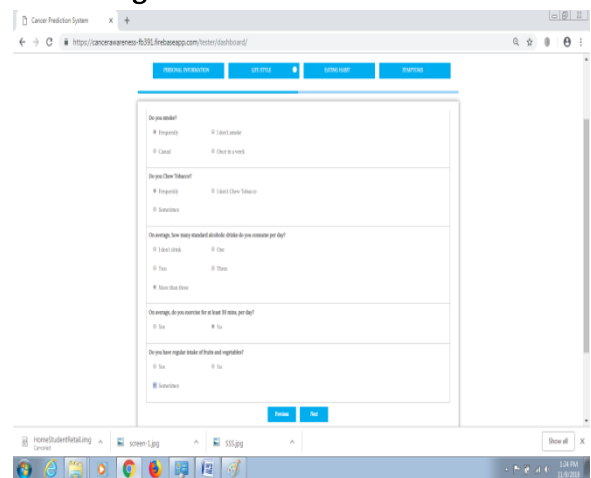 Cancer Prediction System
https://cancerawareness-fb391.firebaseapp.com/tester/dashboard/
PERSONAL INFORMATION LIFE STYLE EATING HABIT SYMPTOMS
Do you smoke?
Frequently I don't smoke
Casual Once in a week
Do you Chew Tobacco?
Frequently I don't Chew Tobacco
Sometimes
On average, how many standard alcoholic drinks do you consume per day?
I don't drink One
Two Three
More than three
On average, do you exercise for at least 30 mins, per day?
Yes No
Do you have regular intake of fruits and vegetables?
Yes No
Sometimes
Previous Next
HomeStudentRetail.img
Canceled
screen-1.jpg
555.jpg
Show all
1:24 PM
11/9/2018